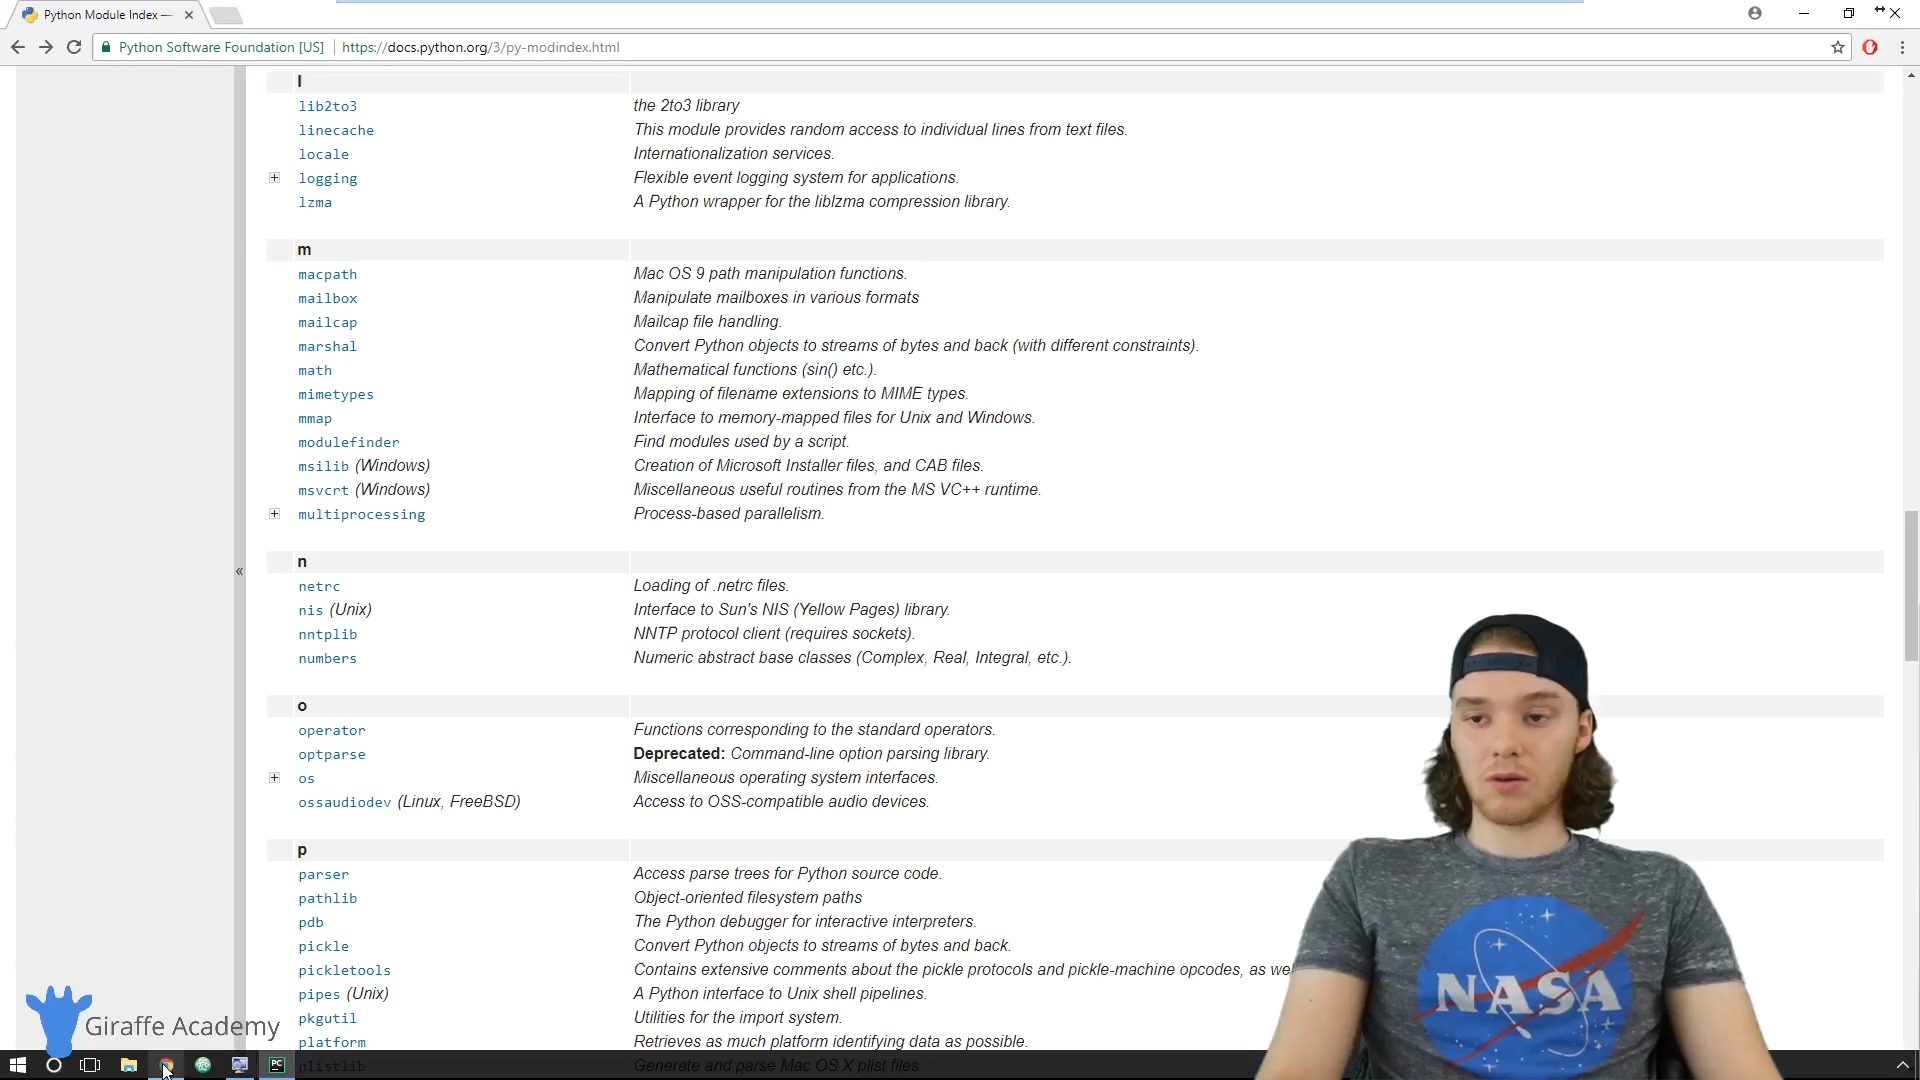 Python Module Index —
Python Software Foundation [US] https://docs.python.org/3/py-modindex.html
l
lib2to3 the 2to3 library
linecache This module provides random access to individual lines from text files.
locale Internationalization services.
logging Flexible event logging system for applications.
lzma A Python wrapper for the liblzma compression library.
m
macpath Mac OS 9 path manipulation functions.
mailbox Manipulate mailboxes in various formats
mailcap Mailcap file handling.
marshal Convert Python objects to streams of bytes and back (with different constraints).
math Mathematical functions (sin() etc.).
mimetypes Mapping of filename extensions to MIME types.
mmap Interface to memory-mapped files for Unix and Windows.
modulefinder Find modules used by a script.
msilib (Windows) Creation of Microsoft Installer files, and CAB files.
msvcrt (Windows) Miscellaneous useful routines from the MS VC++ runtime.
multiprocessing Process-based parallelism.
n
netrc Loading of .netrc files.
nis (Unix) Interface to Sun's NIS (Yellow Pages) library.
nntplib NNTP protocol client (requires sockets).
numbers Numeric abstract base classes (Complex, Real, Integral, etc.).
o
operator Functions corresponding to the standard operators.
optparse Deprecated: Command-line option parsing library.
os Miscellaneous operating system interfaces.
ossaudiodev (Linux, FreeBSD) Access to OSS-compatible audio devices.
p
parser Access parse trees for Python source code.
pathlib Object-oriented filesystem paths
pdb The Python debugger for interactive interpreters.
pickle Convert Python objects to streams of bytes and back.
pickletools Contains extensive comments about the pickle protocols and pickle-machine opcodes, as we
pipes (Unix) A Python interface to Unix shell pipelines.
pkgutil Utilities for the import system.
platform Retrieves as much platform identifying data as possible.
plistlib Generate and parse Mac OS X plist files.
Giraffe Academy
NASA
PC